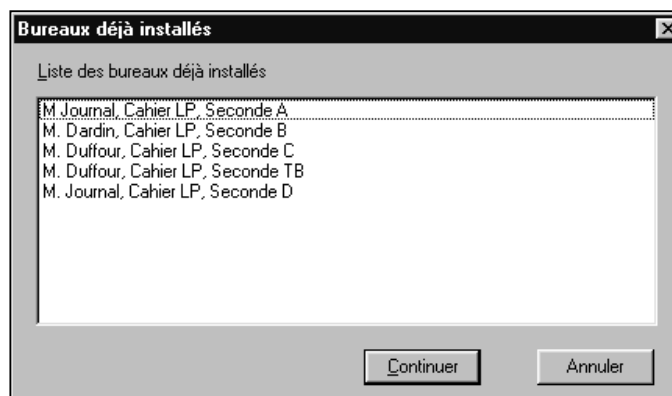 Bureaux déjà installés
Liste des bureaux déjà installés
M Journal, Cahier LP, Seconde A
M. Dardin, Cahier LP, Seconde B
M. Duffour, Cahier LP, Seconde C
M. Duffour, Cahier LP, Seconde TB
M. Journal, Cahier LP, Seconde D
Continuer
Annuler